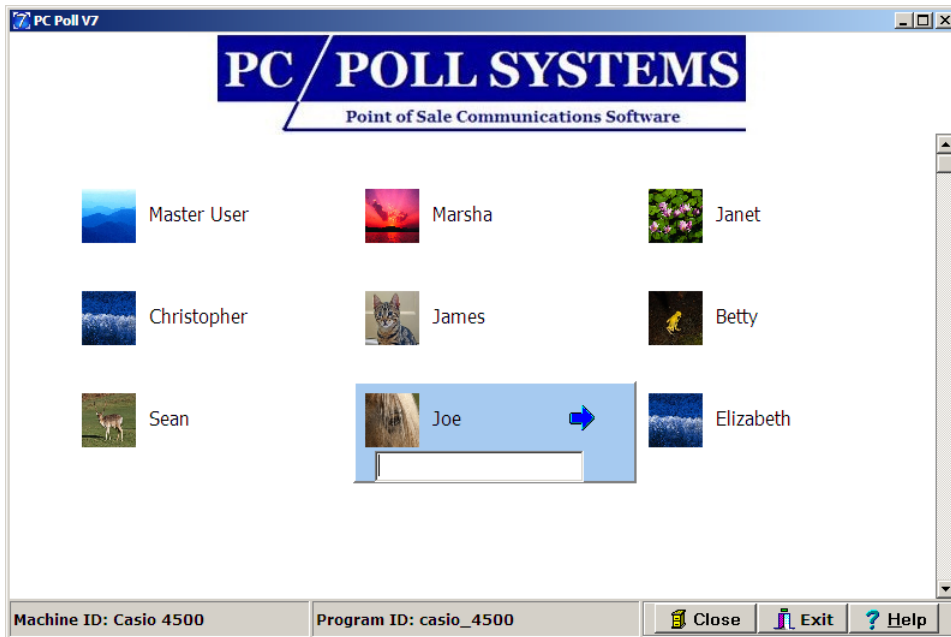 PC Poll V7
PC/POLL SYSTEMS
Point of Sale Communications Software
Master User
Marsha
Janet
Christopher
James
Betty
Sean
Joe
Elizabeth
Machine ID: Casio 4500
Program ID: casio_4500
Close
Exit
? Help